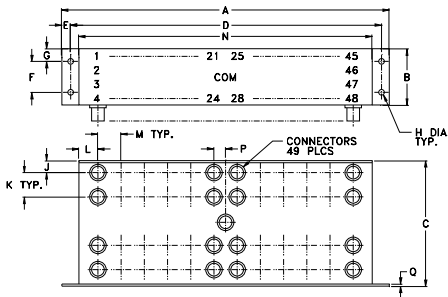 A
E D
N
G 1 21 25 45
2 COM 46
F 3 47 B
4 24 28 48
H DIA
TYP.
L M TYP. P
CONNECTORS
49 PLCS
J
K TYP.
C
Q